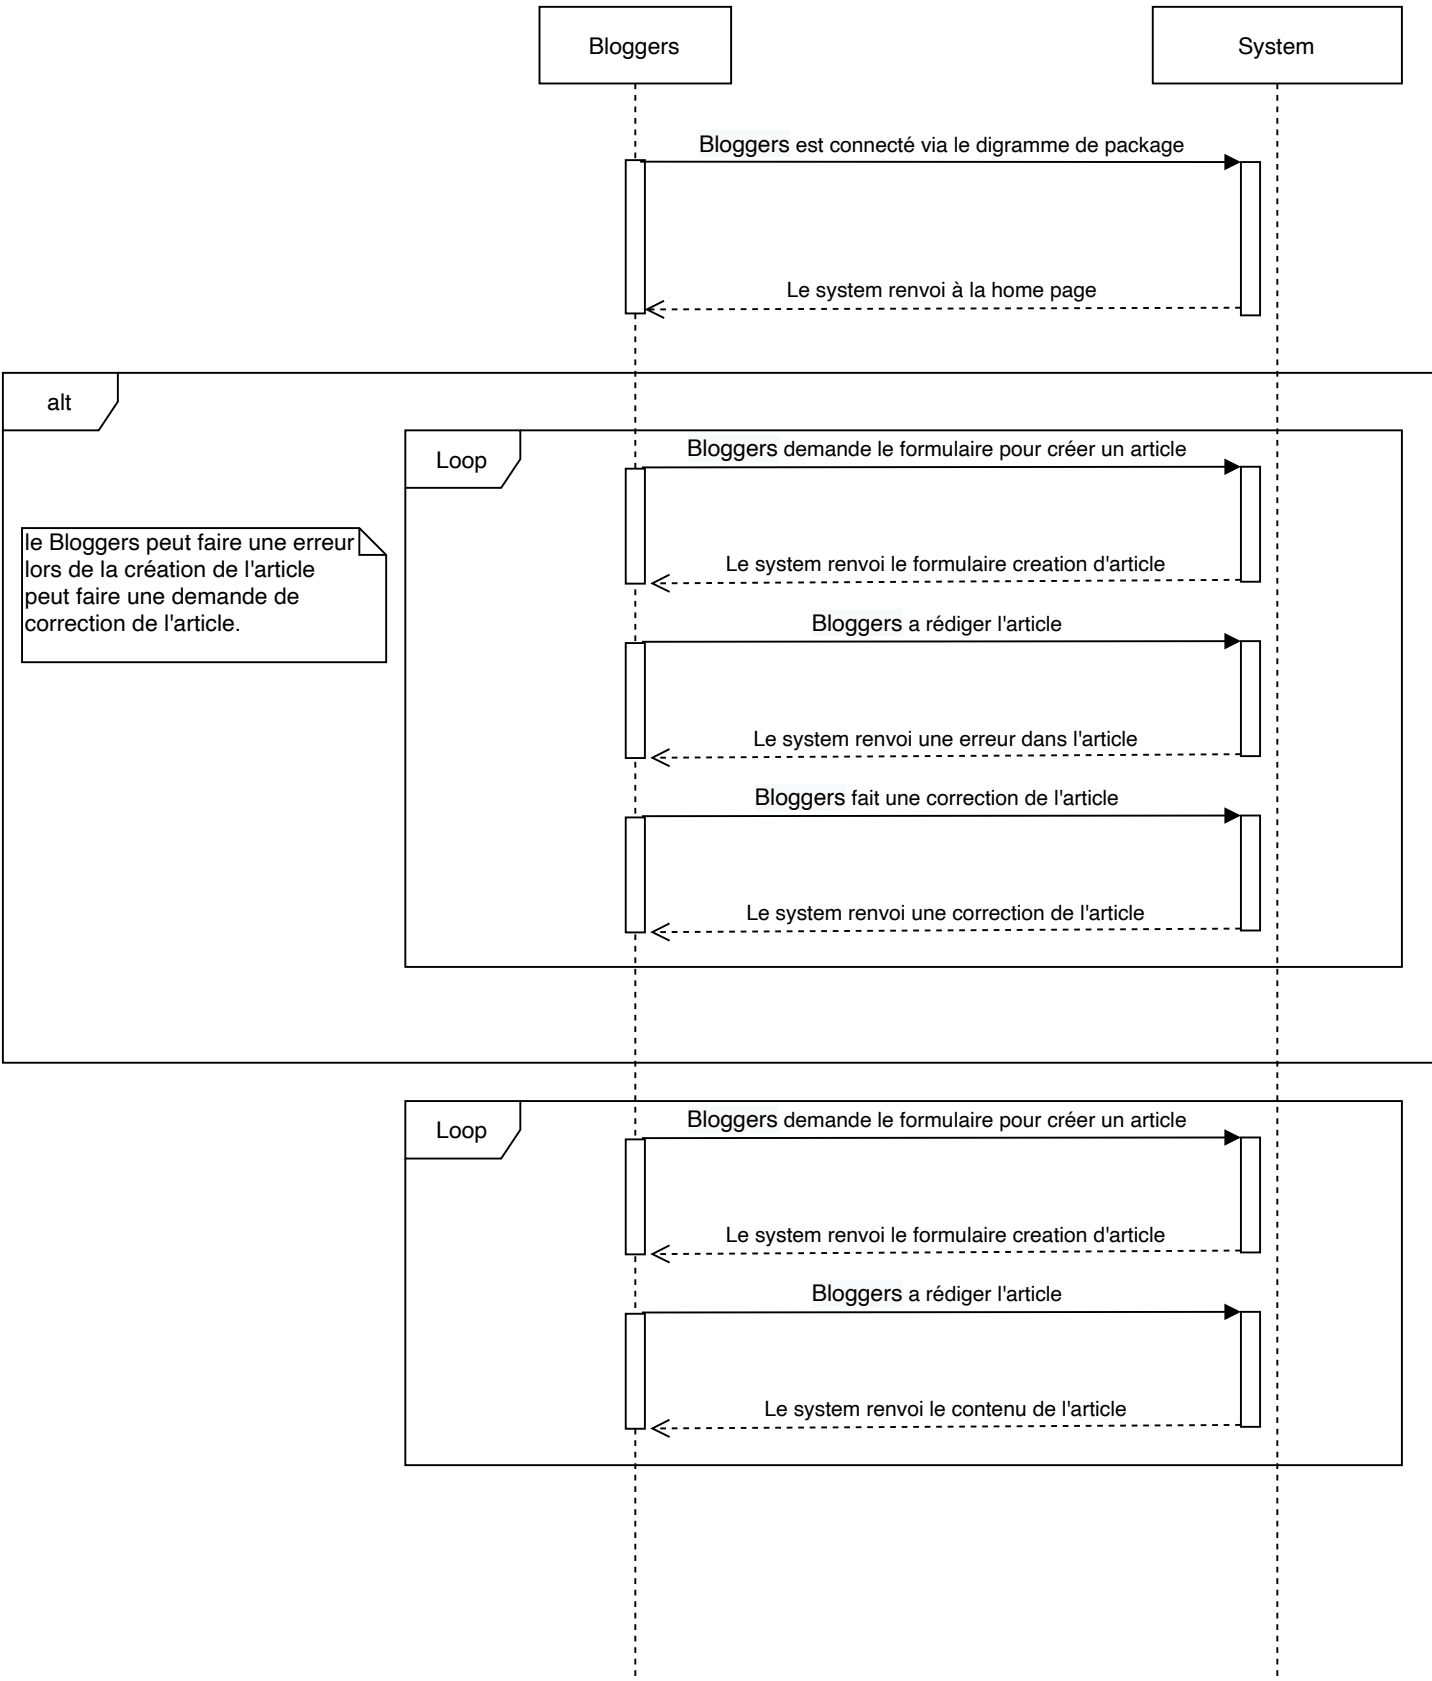 Bloggers
System
Bloggers est connecté via le digramme de package
Le system renvoi à la home page
alt
Loop
Bloggers demande le formulaire pour créer un article
le Bloggers peut faire une erreur
lors de la création de l'article
peut faire une demande de
correction de l'article.
Le system renvoi le formulaire creation d'article
Bloggers a rédiger l'article
Le system renvoi une erreur dans l'article
Bloggers fait une correction de l'article
Le system renvoi une correction de l'article
Loop
Bloggers demande le formulaire pour créer un article
Le system renvoi le formulaire creation d'article
Bloggers a rédiger l'article
Le system renvoi le contenu de l'article